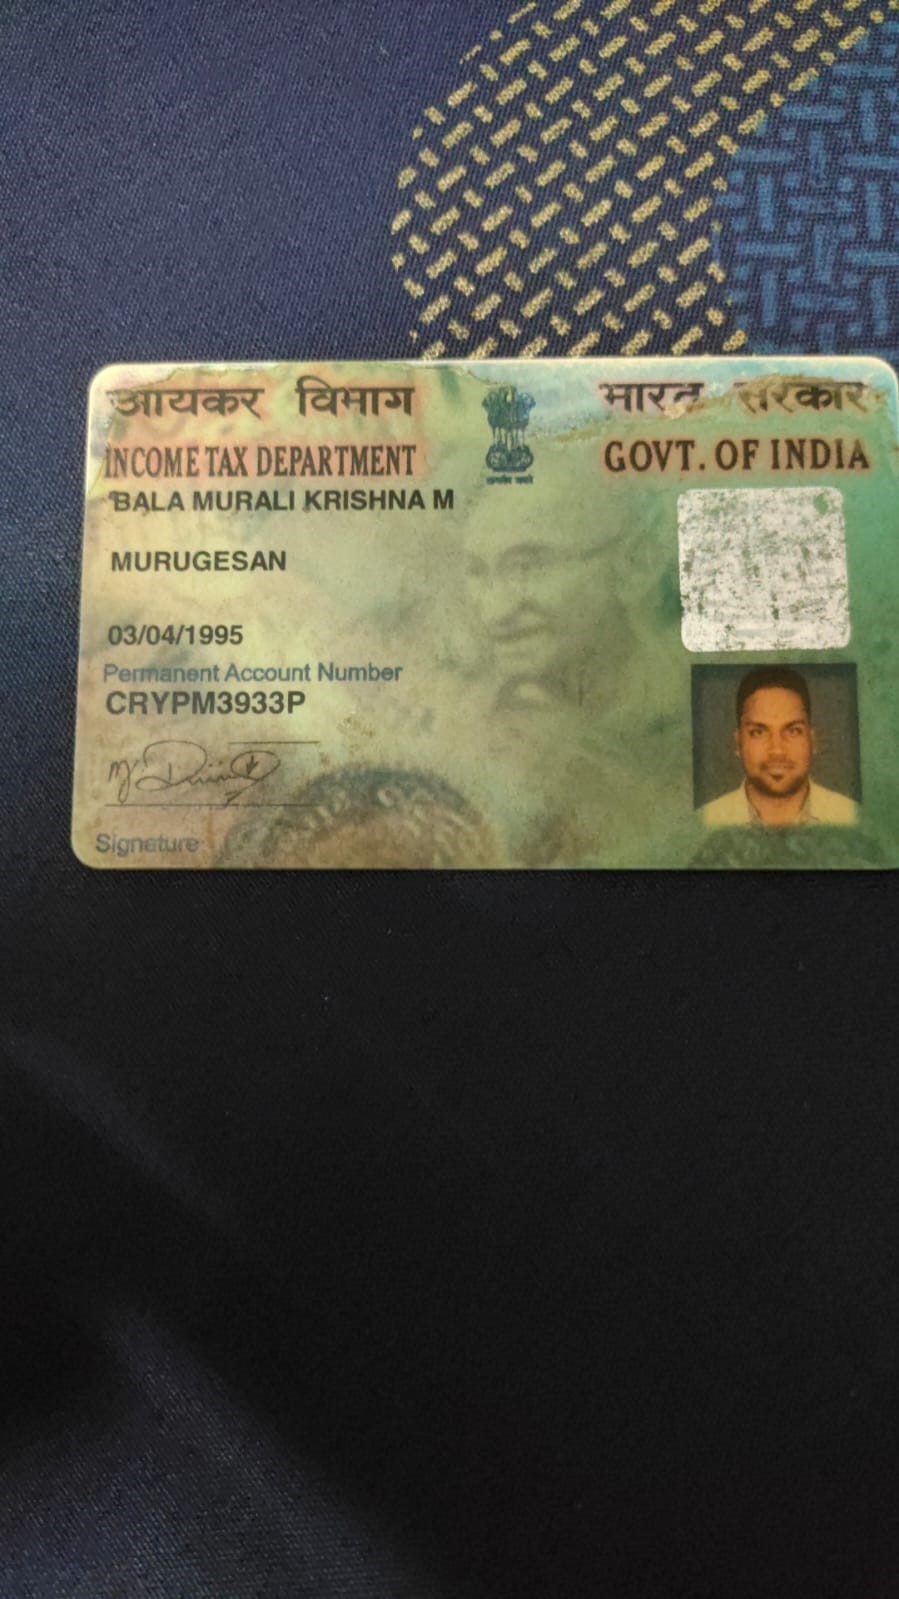 आयकर विभाग
INCOME TAX DEPARTMENT
भारत सरकार
GOVT. OF INDIA
BALA MURALI KRISHNA M
MURUGESAN
03/04/1995
Permanent Account Number
CRYPM3933P
Signature